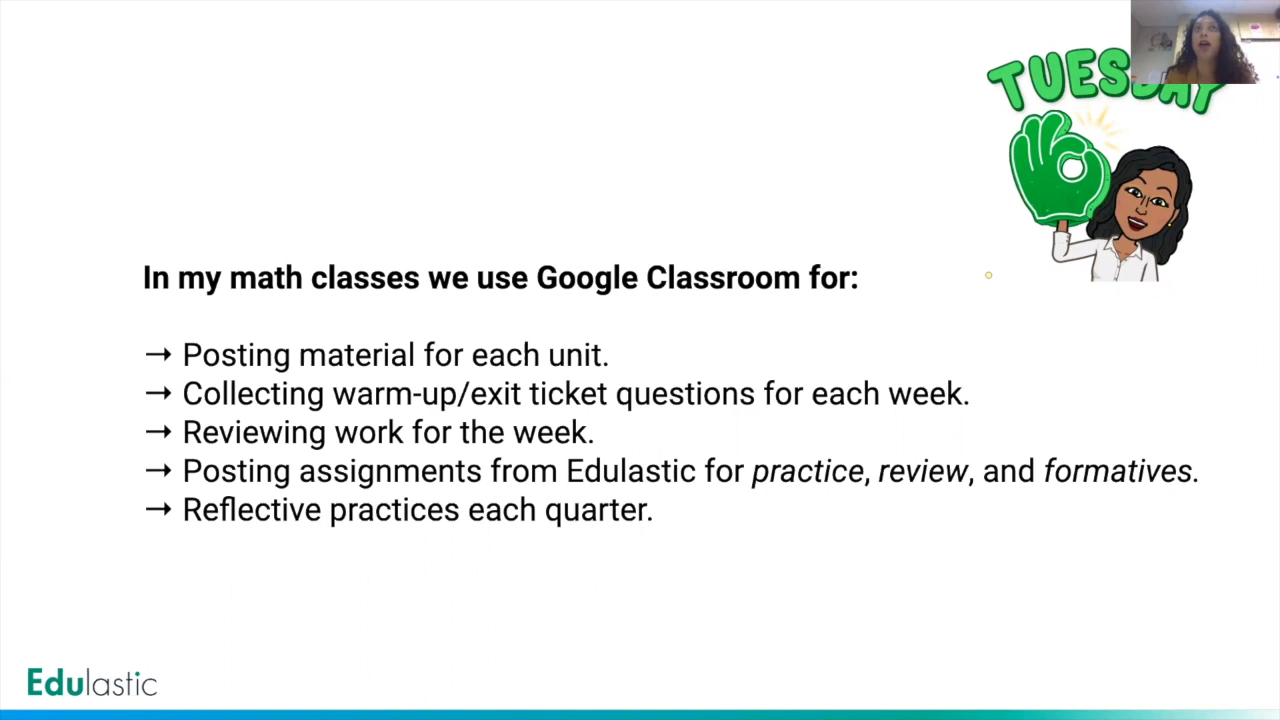 TUESDAY
In my math classes we use Google Classroom for:
→ Posting material for each unit.
→ Collecting warm-up/exit ticket questions for each week.
→ Reviewing work for the week.
→ Posting assignments from Edulastic for practice, review, and formatives.
→ Reflective practices each quarter.
Edulastic